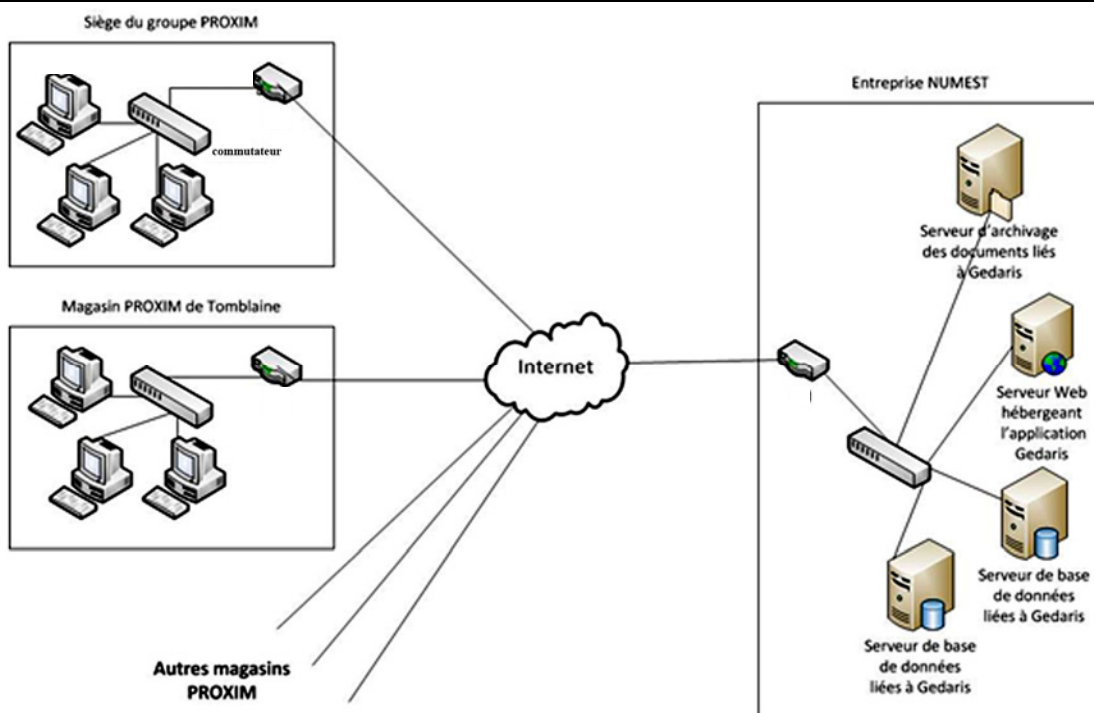 Siège du groupe PROXIM
commutateur
Magasin PROXIM de Tomblaine
Internet
Autres magasins
PROXIM
Entreprise NUMEST
Serveur d'archivage
des documents liés
à Gedaris
Serveur Web
hébergeant
l'application
Gedaris
Serveur de base
de données
liées à Gedaris
Serveur de base
de données
liées à Gedaris